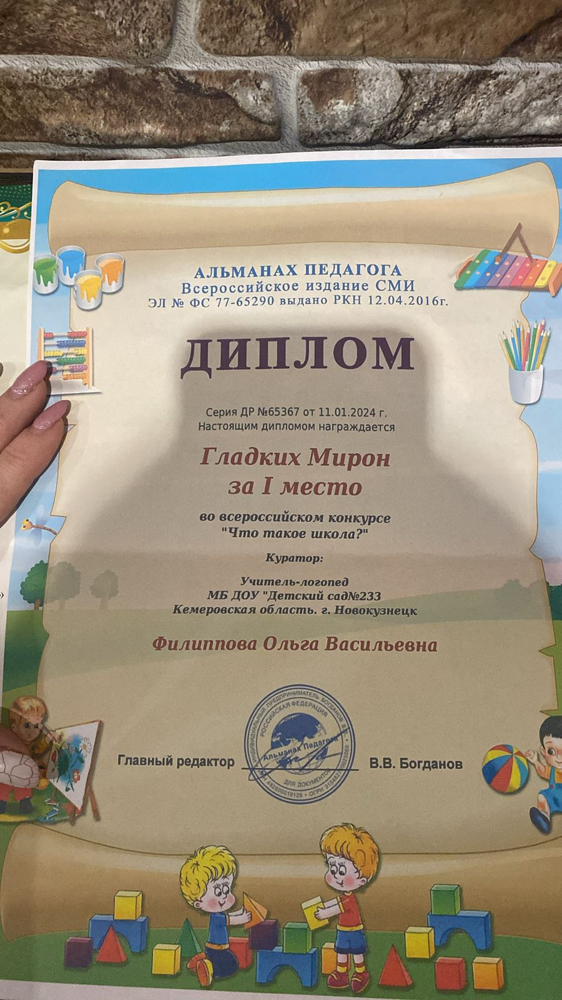 АЛЬМАНАХ ПЕДАГОГА
Всероссийское издание СМИ
ЭЛ № ФС 77-65290 выдано РКН 12.04.2016г.
ДИПЛОМ
Серия ДР №65367 от 11.01.2024 г.
Настоящим дипломом награждается
Гладких Мирон
за I место
во всероссийском конкурсе
"Что такое школа?"
Куратор:
Учитель-логопед
МБ ДОУ "Детский сад№233
Кемеровская область. г. Новокузнецк
Филиппова Ольга Васильевна
Главный редактор
В.В. Богданов
ИНДИВИДУАЛЬНЫЙ ПРЕДПРИНИМАТЕЛЬ БОГДАНОВ В.В.
РОССИЙСКАЯ ФЕДЕРАЦИЯ
Альманах Педагога
ДЛЯ ДОКУМЕНТОВ